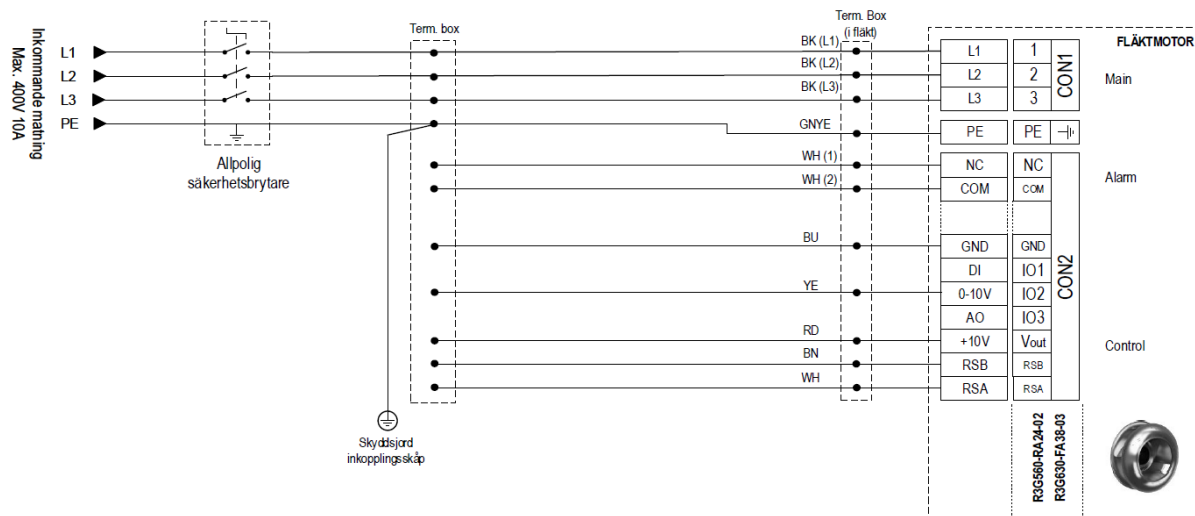 Inkommande matning
Max. 400V 10A
L1
L2
L3
PE
Allpolig
säkerhetsbrytare
Term. box
Skyddsjord
inkopplingsskåp
Term. Box
(i fläkt)
BK (L1)
BK (L2)
BK (L3)
GNYE
WH (1)
WH (2)
BU
YE
RD
BN
WH
FLÄKTMOTOR
L1 1
L2 2
L3 3
CON1
Main
PE PE
NC NC
COM COM
Alarm
GND GND
DI IO1
0-10V IO2
AO IO3
+10V Vout
RSB RSB
RSA RSA
CON2
Control
R3G560-RA24-02
R3G630-FA38-03